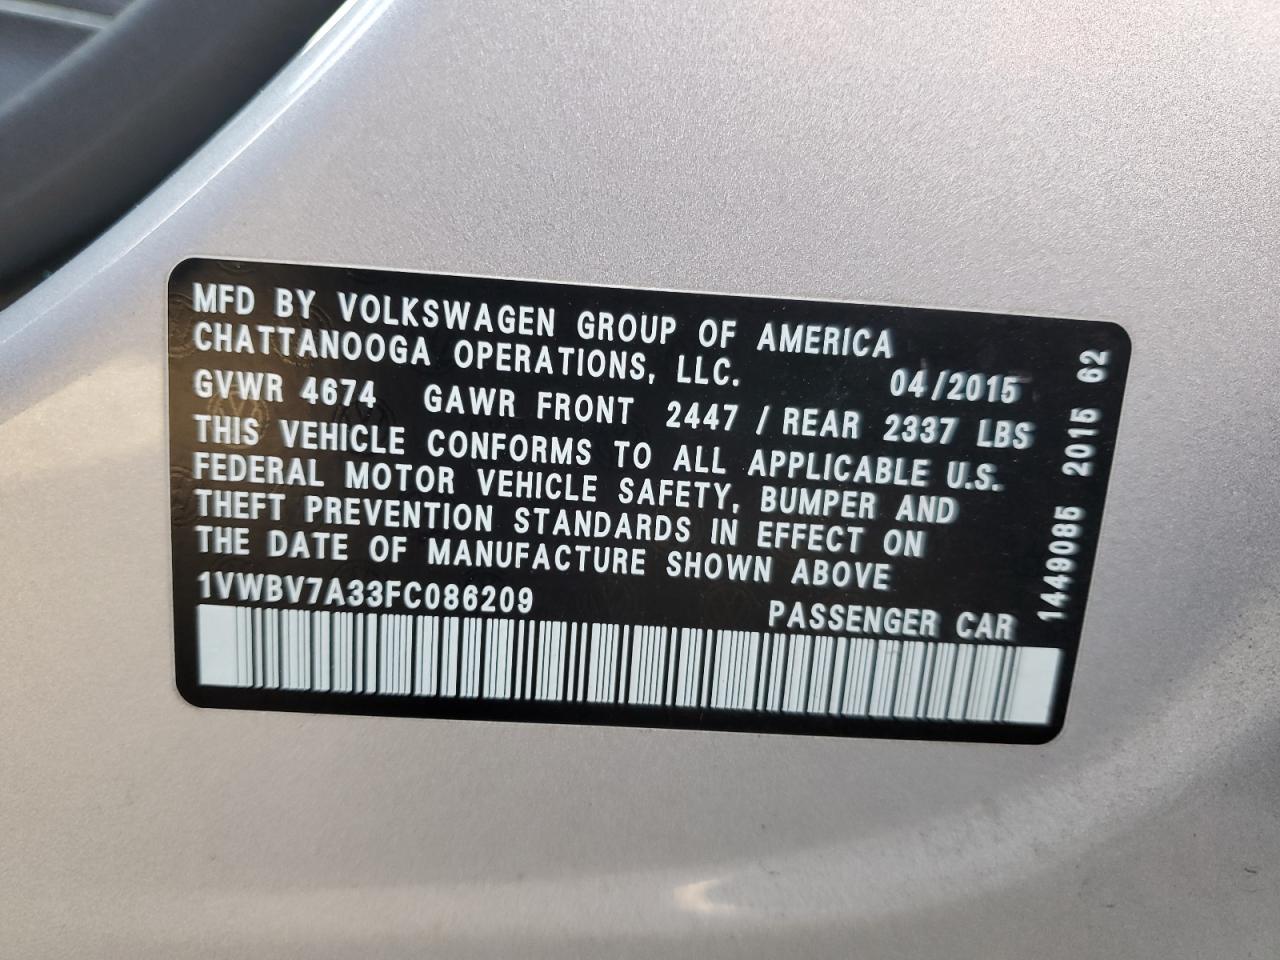 MFD BY VOLKSWAGEN GROUP OF AMERICA
CHATTANOOGA OPERATIONS, LLC.
04/2015
GVWR 4674 GAWR FRONT 2447 / REAR 2337 LBS
THIS VEHICLE CONFORMS TO ALL APPLICABLE U.S.
FEDERAL MOTOR VEHICLE SAFETY, BUMPER AND
THEFT PREVENTION STANDARDS IN EFFECT ON
THE DATE OF MANUFACTURE SHOWN ABOVE
1VWBV7A33FC086209
PASSENGER CAR
1449085 2015 62